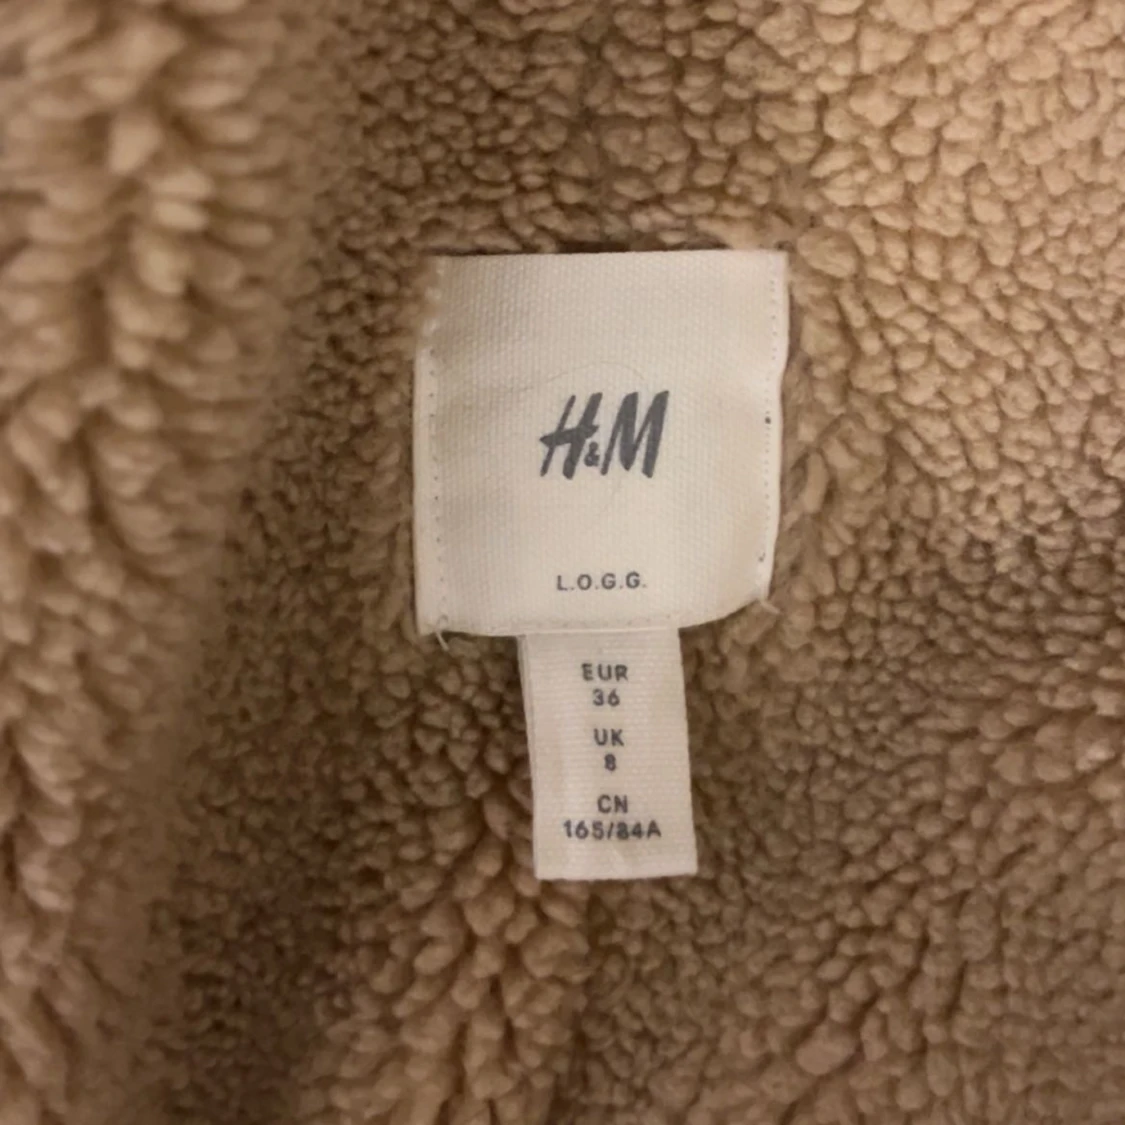 H&M
L.O.G.G.
EUR
36
UK
8
CN
165/84A